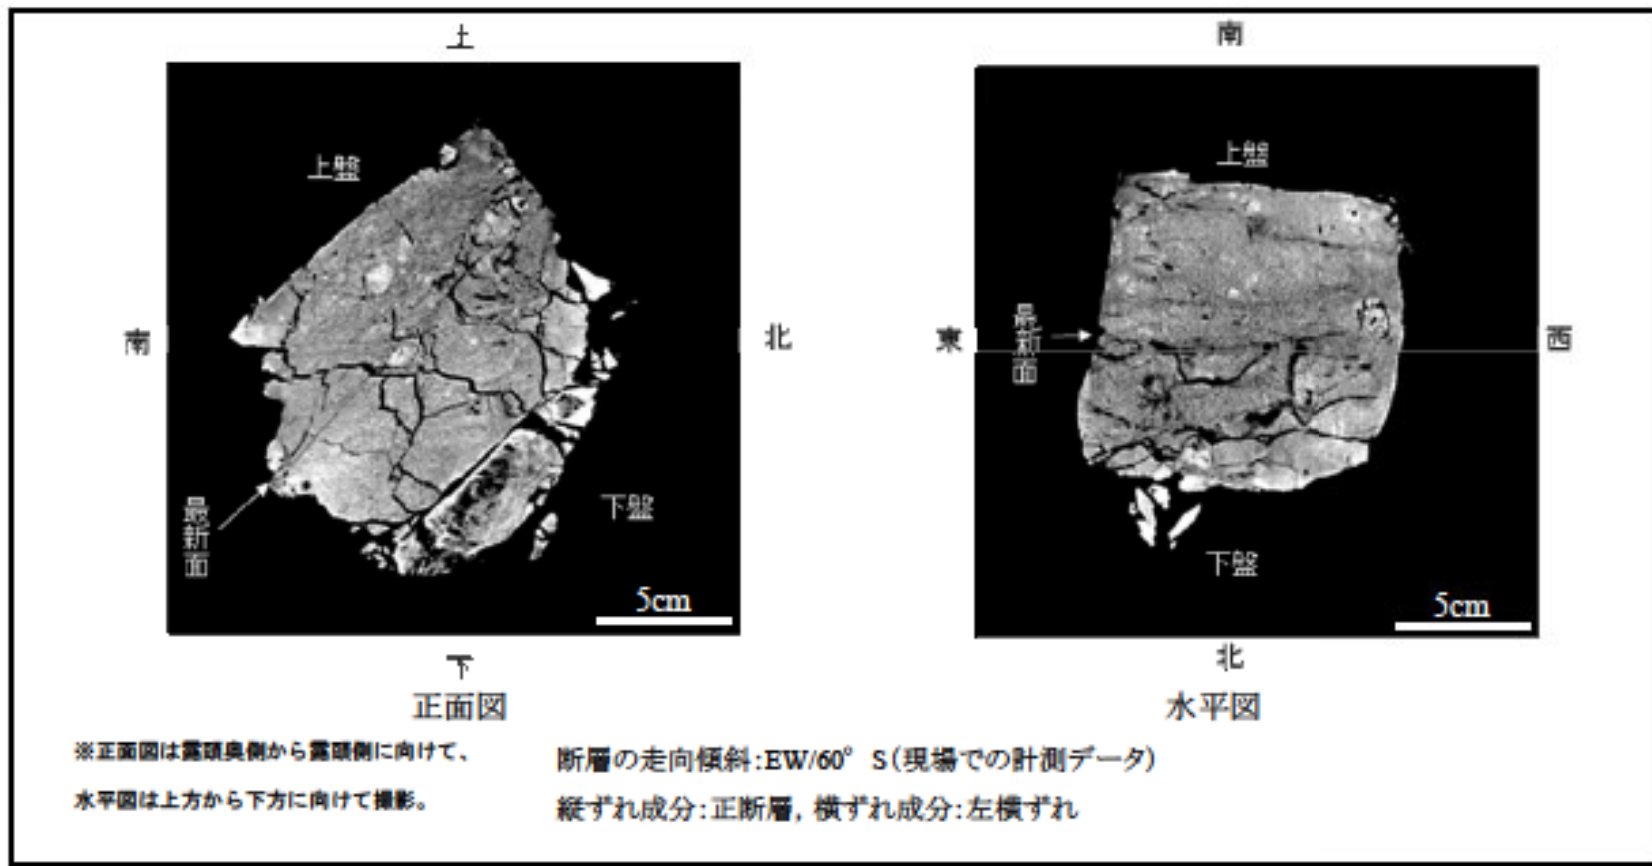 上
上盤
南
北
最新面
下盤
5cm
下
正面図
南
上盤
東
最新面
西
下盤
5cm
北
水平図
※正面図は露頭奥側から露頭側に向けて、
水平図は上方から下方に向けて撮影。
断層の走向傾斜:EW/60° S(現場での計測データ)
縦ずれ成分:正断層, 横ずれ成分:左横ずれ